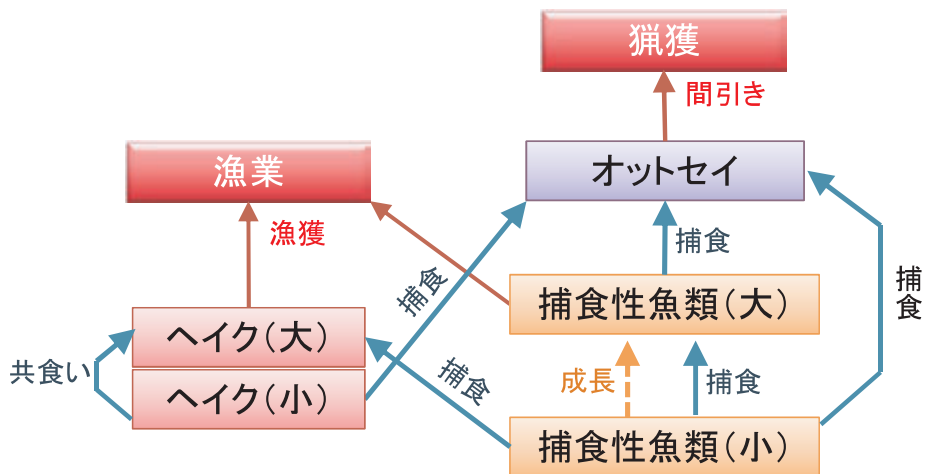 猟獲
間引き
オットセイ
漁業
漁獲
捕食
捕食
捕食
捕食性魚類(大)
ヘイク(大)
共食い
ヘイク(小)
捕食
成長
捕食
捕食性魚類(小)